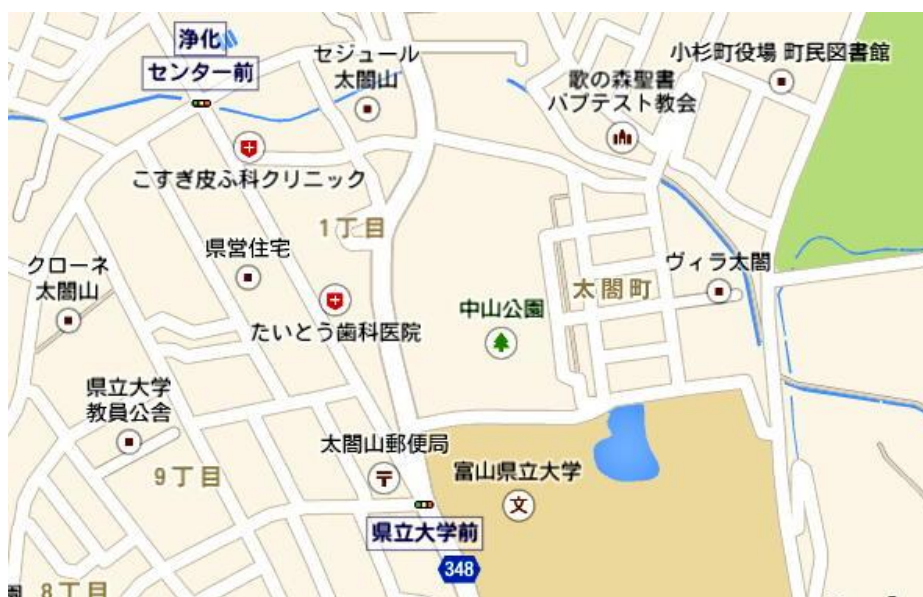 浄化
センター前
セジュール
太閤山
歌の森聖書
バプテスト教会
小杉町役場 町民図書館
こすぎ皮ふ科クリニック
1丁目
県営住宅
クローネ
太閤山
ヴィラ太閤
太閤町
中山公園
たいとう歯科医院
県立大学
教員公舎
太閤山郵便局
9丁目
富山県立大学
文
県立大学前
348
8丁目